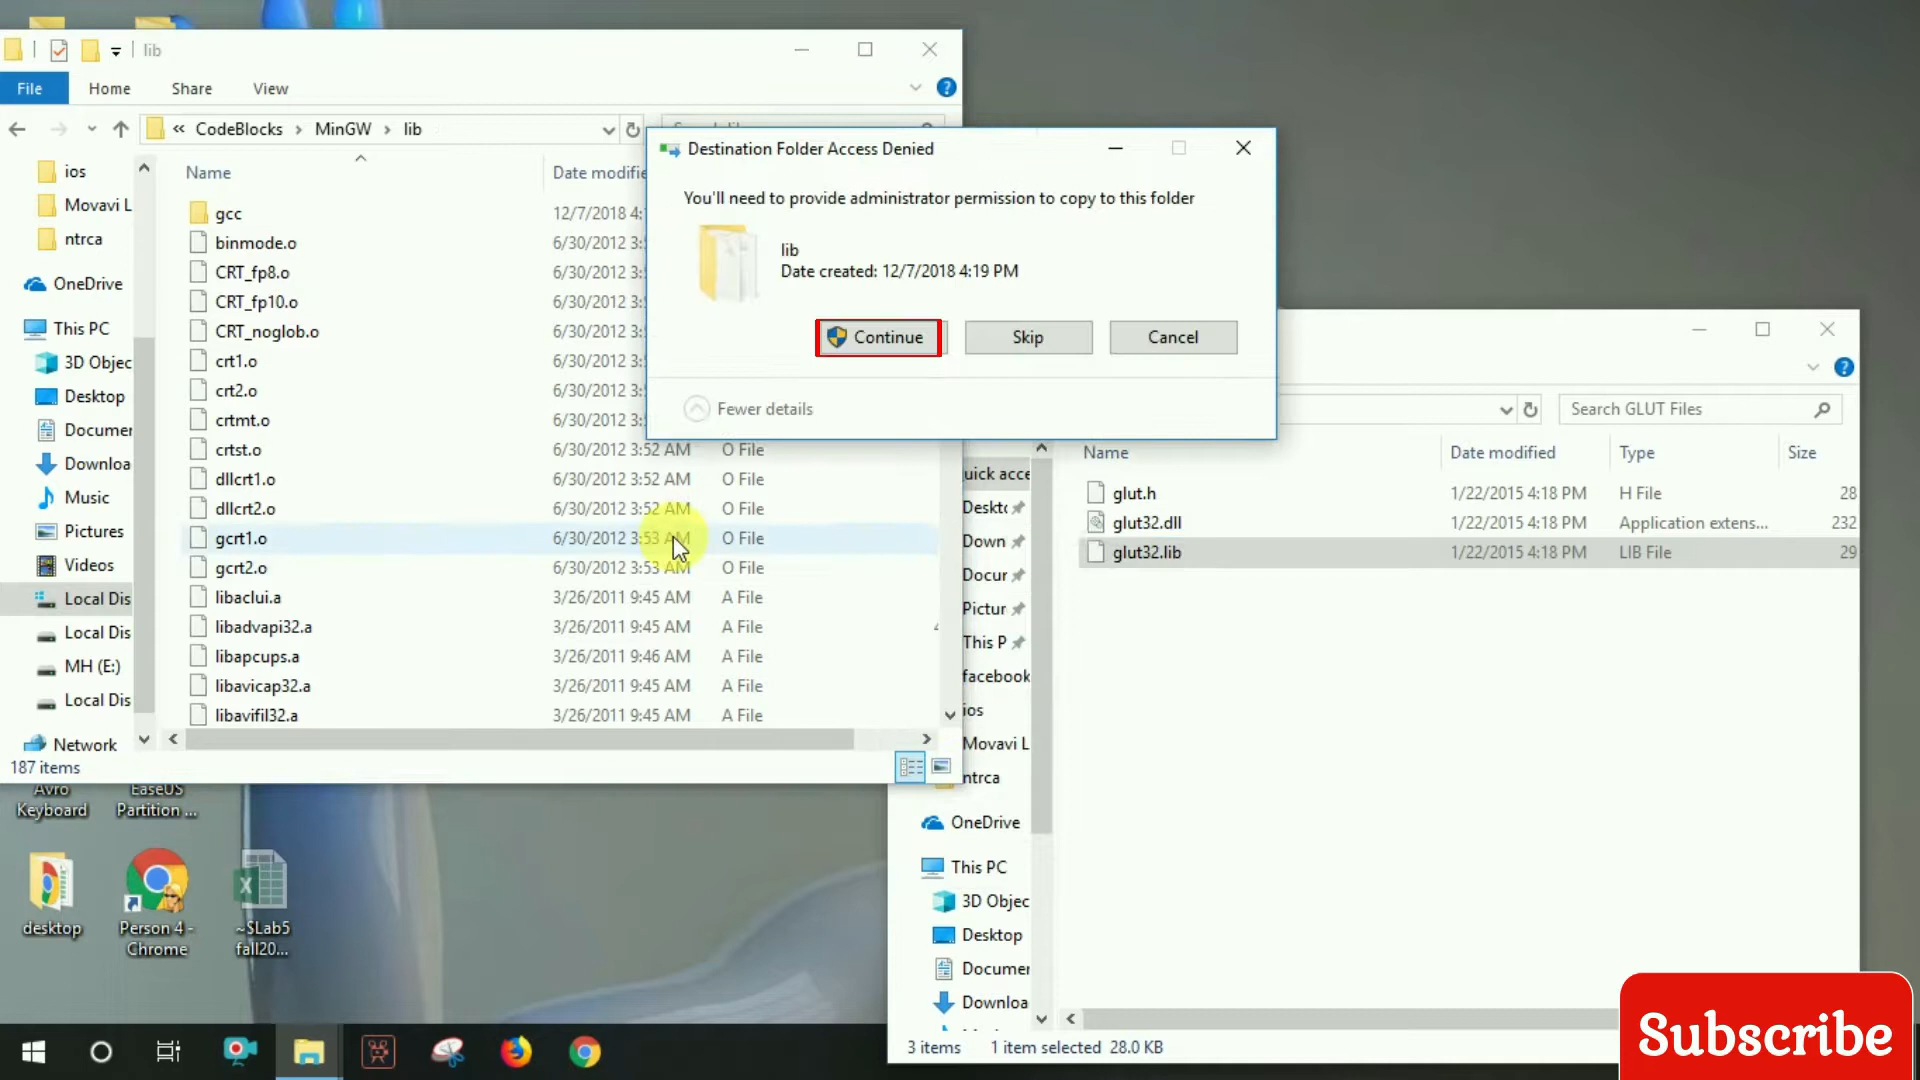 lib
File
Home
Share
View
« CodeBlocks › MinGW › lib
ios
Movavi L
ntrca
OneDrive
This PC
3D Objec
Desktop
Documer
Downloa
Music
Pictures
Videos
Local Dis
Local Dis
MH (E:)
Local Dis
Network
Name
Date modifie
gcc 12/7/2018 4:
binmode.o 6/30/2012 3:
CRT_fp8.o 6/30/2012 3:
CRT_fp10.o 6/30/2012 3:
CRT_noglob.o 6/30/2012 3:
crt1.o 6/30/2012 3:
crt2.o 6/30/2012 3:
crtmt.o 6/30/2012 3:
crtst.o 6/30/2012 3:52 AM O File
dllcrt1.o 6/30/2012 3:52 AM O File
dllcrt2.o 6/30/2012 3:52 AM O File
gcrt1.o 6/30/2012 3:53 AM O File
gcrt2.o 6/30/2012 3:53 AM O File
libaclui.a 3/26/2011 9:45 AM A File
libadvapi32.a 3/26/2011 9:45 AM A File
libapcups.a 3/26/2011 9:46 AM A File
libavicap32.a 3/26/2011 9:45 AM A File
libavifil32.a 3/26/2011 9:45 AM A File
187 items
Destination Folder Access Denied
You'll need to provide administrator permission to copy to this folder
lib
Date created: 12/7/2018 4:19 PM
Continue
Skip
Cancel
Fewer details
Search GLUT Files
Name Date modified Type Size
glut.h 1/22/2015 4:18 PM H File 28
glut32.dll 1/22/2015 4:18 PM Application extens... 232
glut32.lib 1/22/2015 4:18 PM LIB File 29
uick acce
Deskt
Down
Docur
Pictur
This P
facebook
ios
Movavi L
ntrca
OneDrive
This PC
3D Objec
Desktop
Documer
Downloa
3 items 1 item selected 28.0 KB
Avro
Keyboard
EaseUS
Partition ...
desktop
Person 4 -
Chrome
~SLab5
fall20...
Subscribe